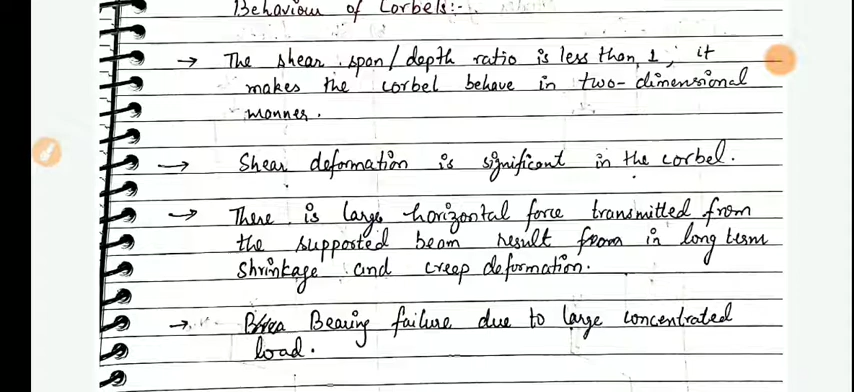 Behaviour of Corbels:-
→ The shear span/depth ratio is less than 1, it
makes the corbel behave in two-dimensional
manner.
→ Shear deformation is significant in the corbel.
→ There is large horizontal force transmitted from
the supported beam result from in long term
shrinkage and creep deformation.
→ Bearing failure due to large concentrated
load.